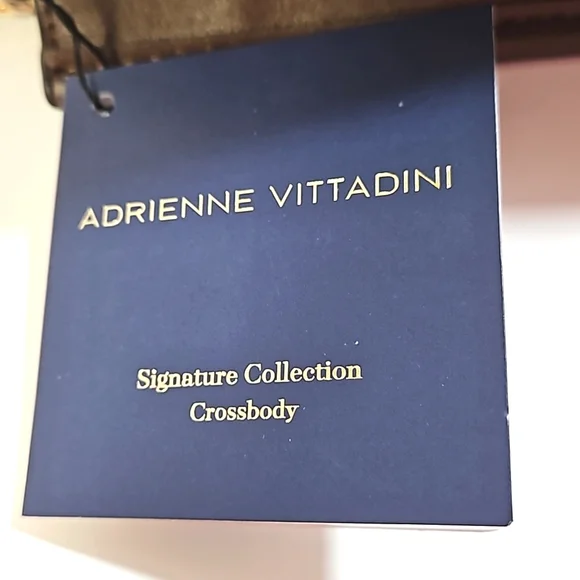 ADRIENNE VITTADINI
Signature Collection
Crossbody